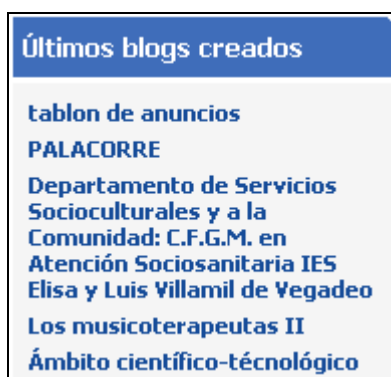 Últimos blogs creados
tablon de anuncios
PALACORRE
Departamento de Servicios
Socioculturales y a la
Comunidad: C.F.G.M. en
Atención Sociosanitaria IES
Elisa y Luis Villamil de Vegadeo
Los musicoterapeutas II
Ámbito científico-técnológico